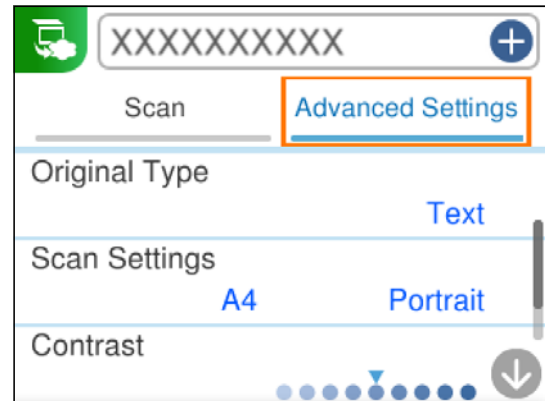 XXXXXXXXXX
Scan Advanced Settings
Original Type
Text
Scan Settings
A4 Portrait
Contrast